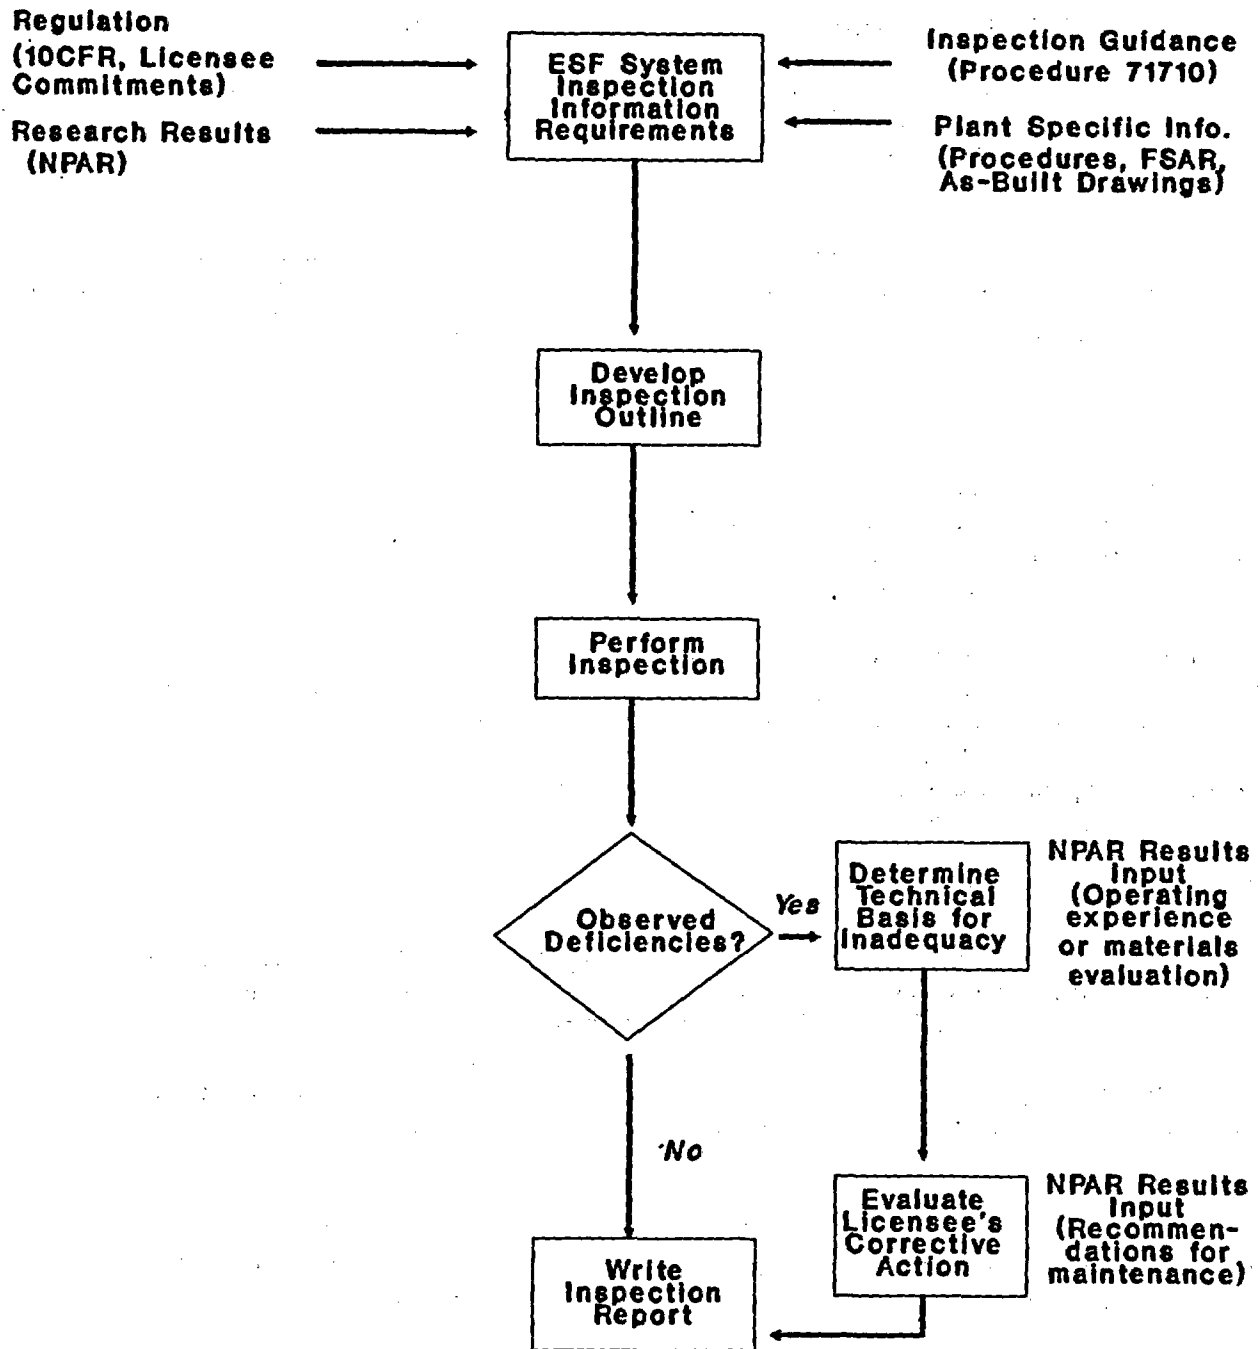 Regulation
(10CFR, Licensee
Commitments)
Research Results
(NPAR)
ESF System
Inspection
Information
Requirements
Inspection Guidance
(Procedure 71710)
Plant Specific Info.
(Procedures, FSAR,
As-Built Drawings)
Develop
Inspection
Outline
Perform
Inspection
Observed
Deficiencies?
Yes
Determine
Technical
Basis for
Inadequacy
NPAR Results
Input
(Operating
experience
or materials
evaluation)
No
Evaluate
Licensee's
Corrective
Action
NPAR Results
Input
(Recommen-
dations for
maintenance)
Write
Inspection
Report